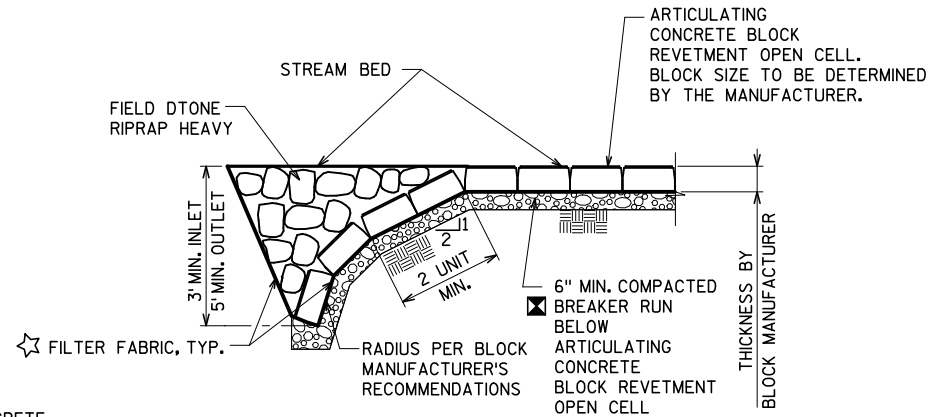 ARTICULATING
CONCRETE BLOCK
REVETMENT OPEN CELL.
BLOCK SIZE TO BE DETERMINED
BY THE MANUFACTURER.
STREAM BED
FIELD DTONE
RIPRAP HEAVY
3' MIN. INLET
5' MIN. OUTLET
1
2
2 UNIT
MIN.
THICKNESS BY
BLOCK MANUFACTURER
6" MIN. COMPACTED
BREAKER RUN
BELOW
ARTICULATING
CONCRETE
BLOCK REVETMENT
OPEN CELL
FILTER FABRIC, TYP.
RADIUS PER BLOCK
MANUFACTURER'S
RECOMMENDATIONS